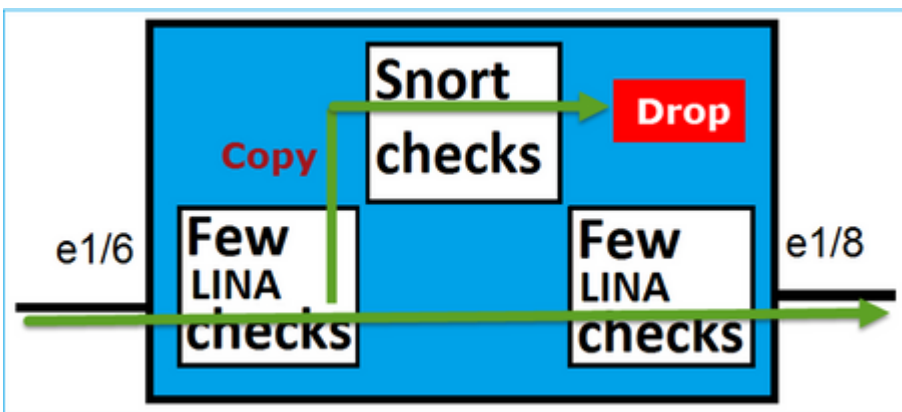 Snort
checks
Drop
Copy
e1/6
Few
LINA
checks
Few
LINA
checks
e1/8